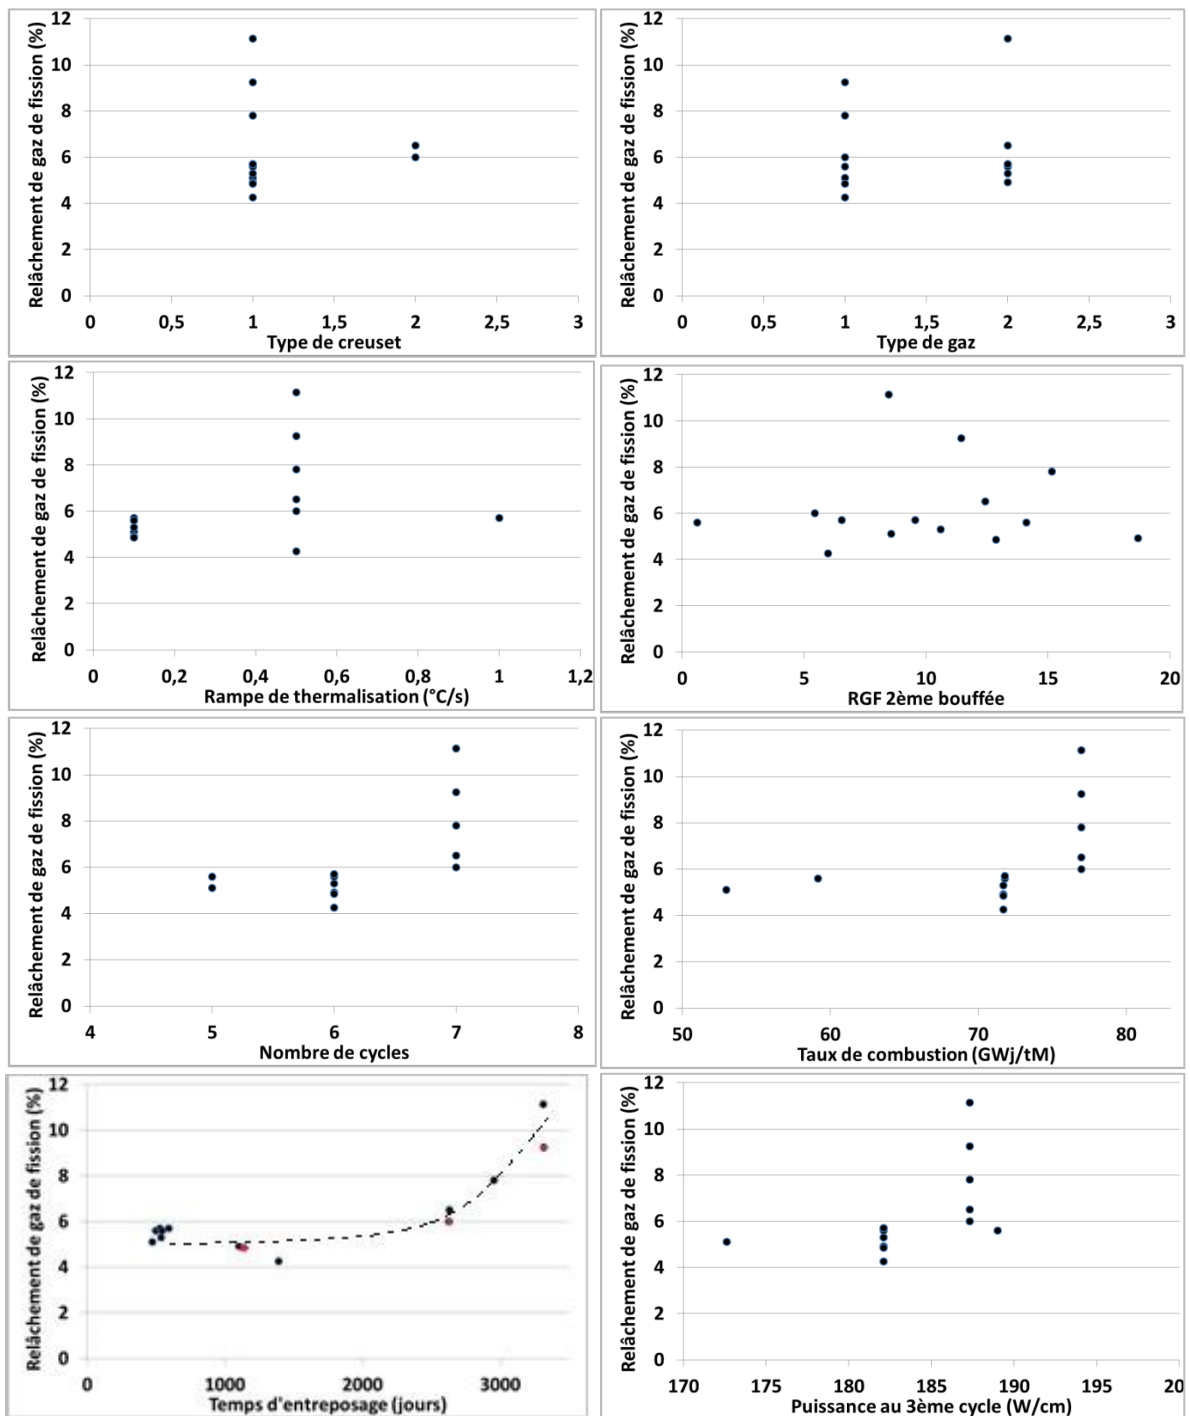 Relâchement de gaz de fission (%)
12
10
8
6
4
2
0
0 0,5 1 1,5 2 2,5 3
Type de creuset
Relâchement de gaz de fission (%)
12
10
8
6
4
2
0
0 0,5 1 1,5 2 2,5 3
Type de gaz
Relâchement de gaz de fission (%)
12
10
8
6
4
2
0
0 0,2 0,4 0,6 0,8 1 1,2
Rampe de thermalisation (°C/s)
Relâchement de gaz de fission (%)
12
10
8
6
4
2
0
0 5 10 15 20
RGF 2ème bouffée
Relâchement de gaz de fission (%)
12
10
8
6
4
2
0
4 5 6 7 8
Nombre de cycles
Relâchement de gaz de fission (%)
12
10
8
6
4
2
0
50 60 70 80
Taux de combustion (GWj/tM)
Relâchement de gaz de fission (%)
12
10
8
6
4
2
0
0 1000 2000 3000
Temps d'entreposage (jours)
Relâchement de gaz de fission (%)
12
10
8
6
4
2
0
170 175 180 185 190 195 20
Puissance au 3ème cycle (W/cm)